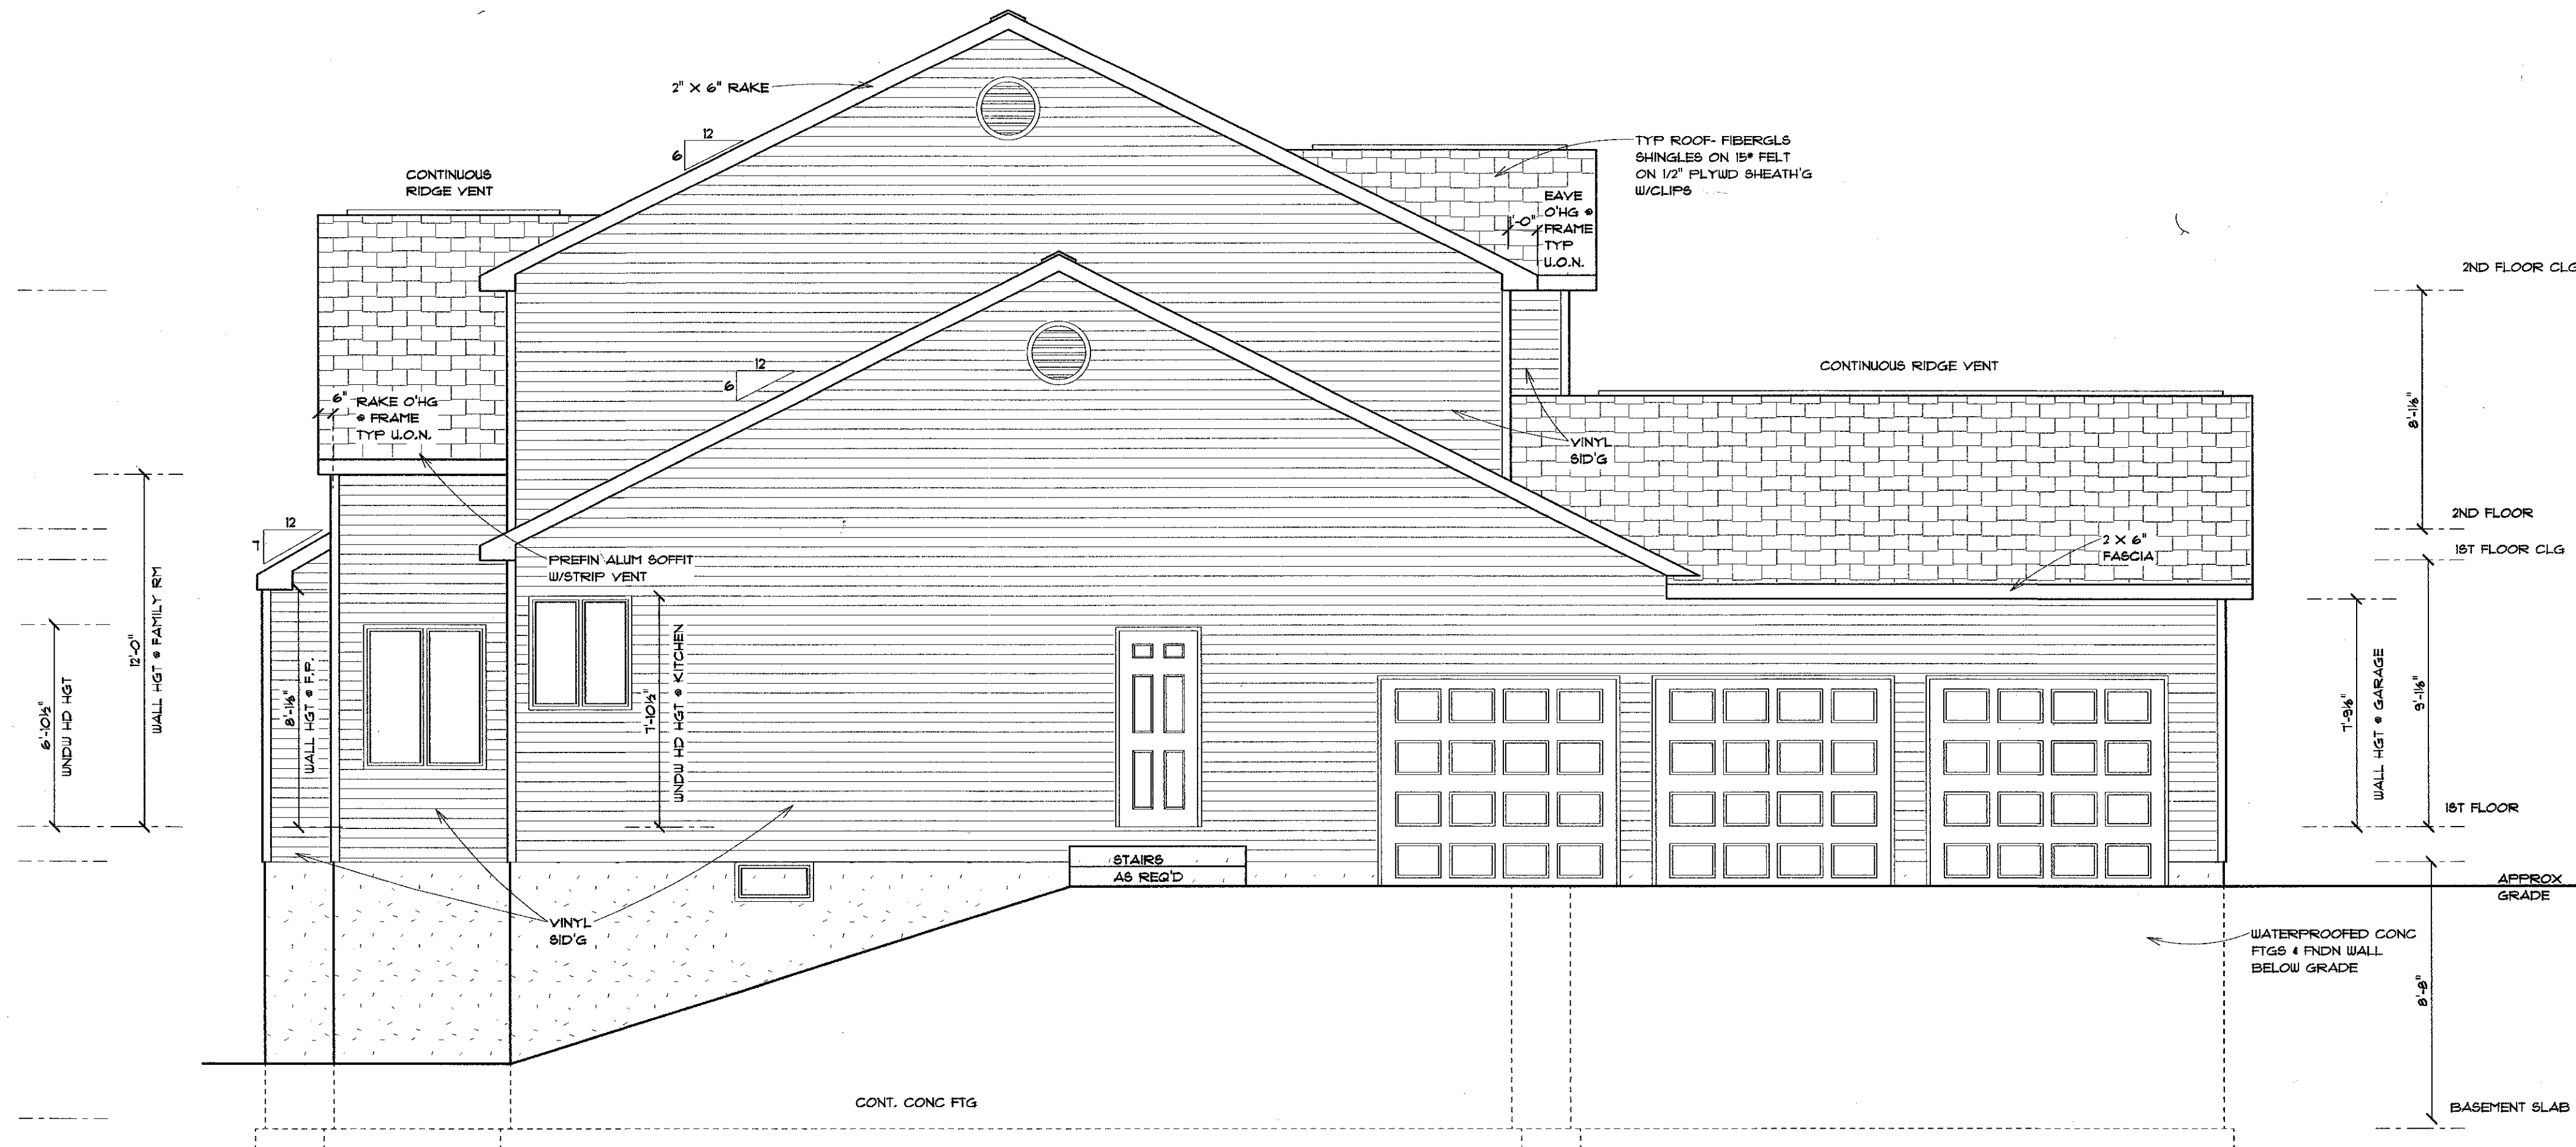 2" X 6" RAKE
12
6
CONTINUOUS
RIDGE VENT
TYP ROOF- FIBERGLS
SHINGLES ON 15# FELT
ON 1/2" PLYWD SHEATH'G
W/CLIPS
EAVE
O'HG @
FRAME
TYP
U.O.N.
1'-0"
2ND FLOOR CLG
12
6
CONTINUOUS RIDGE VENT
6" RAKE O'HG
@ FRAME
TYP U.O.N.
8'-1 1/8"
VINYL
SID'G
12
7
PREFIN ALUM SOFFIT
W/STRIP VENT
2 X 6"
FASCIA
2ND FLOOR
1ST FLOOR CLG
6'-10 1/2"
WNDW HD HGT
12'-0"
WALL HGT @ FAMILY RM
8'-1 1/8"
WALL HGT @ F.P.
7'-10 1/2"
WNDW HD HGT @ KITCHEN
7'-9 1/8"
WALL HGT @ GARAGE
9'-1 1/8"
1ST FLOOR
STAIRS
AS REQ'D
APPROX
GRADE
VINYL
SID'G
WATERPROOFED CONC
FTGS & FNDN WALL
BELOW GRADE
8'-8"
CONT. CONC FTG
BASEMENT SLAB